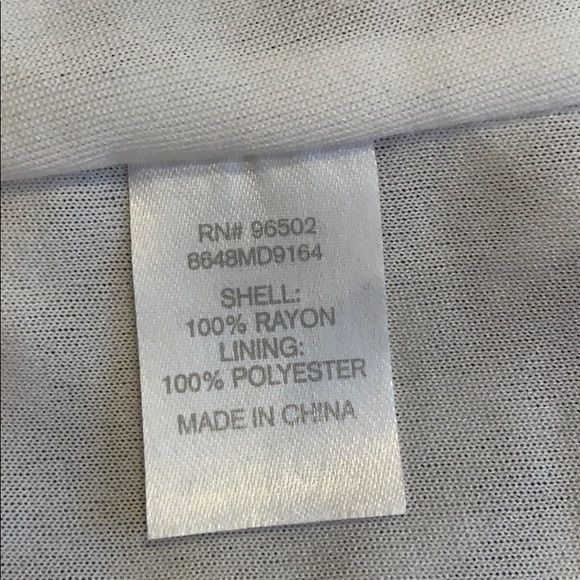 RN# 96502
8648MD9164
SHELL:
100% RAYON
LINING:
100% POLYESTER
MADE IN CHINA